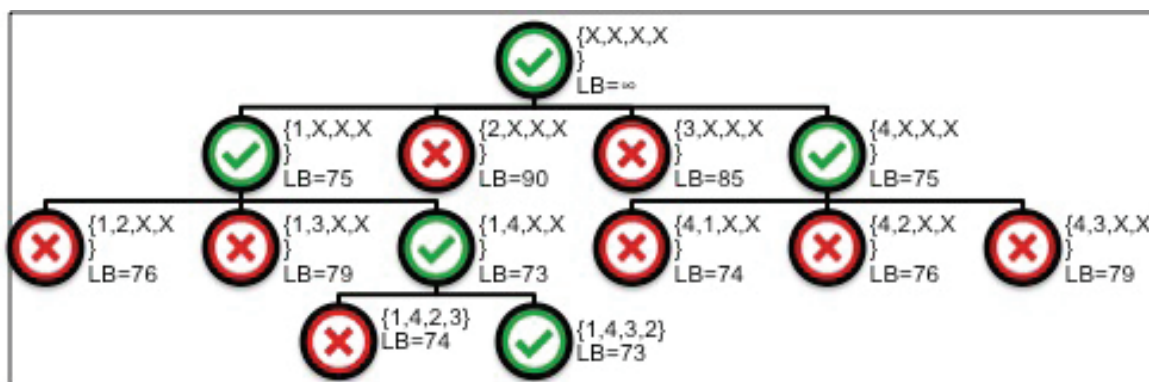 {X,X,X,X
}
LB=∞
{1,X,X,X
}
LB=75
{2,X,X,X
}
LB=90
{3,X,X,X
}
LB=85
{4,X,X,X
}
LB=75
{1,2,X,X
}
LB=76
{1,3,X,X
}
LB=79
{1,4,X,X
}
LB=73
{4,1,X,X
}
LB=74
{4,2,X,X
}
LB=76
{4,3,X,X
}
LB=79
{1,4,2,3}
LB=74
{1,4,3,2}
LB=73